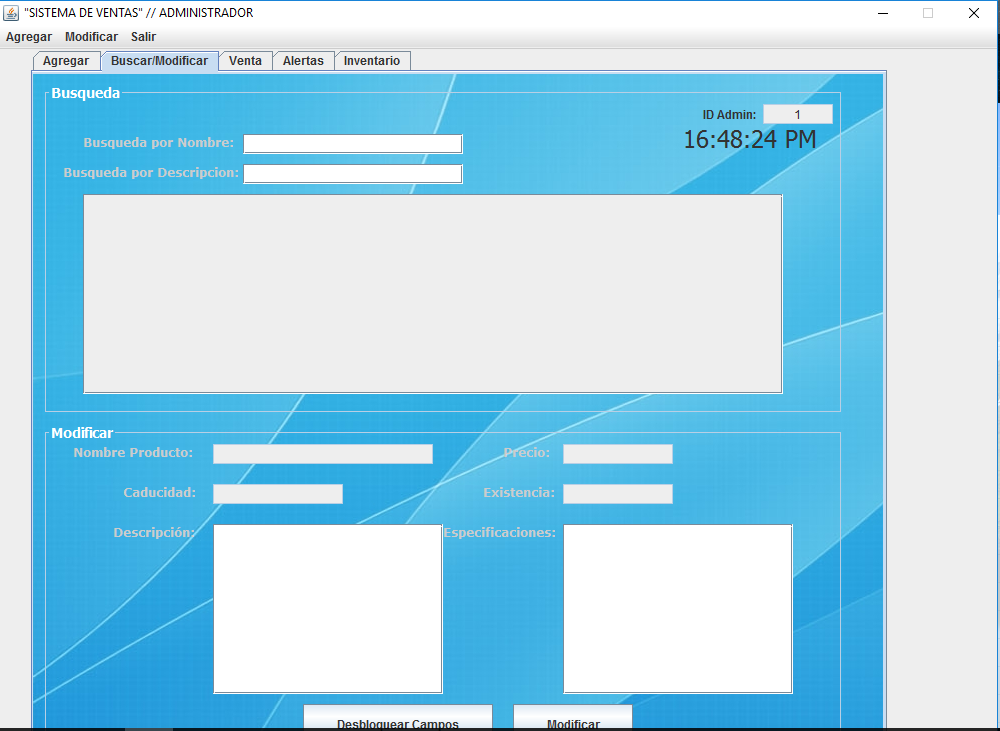 "SISTEMA DE VENTAS" // ADMINISTRADOR
Agregar Modificar Salir
Agregar Buscar/Modificar Venta Alertas Inventario
Busqueda
ID Admin: 1
16:48:24 PM
Busqueda por Nombre:
Busqueda por Descripcion:
Modificar
Nombre Producto: Precio:
Caducidad: Existencia:
Descripción: Especificaciones:
Desbloquear Campos Modificar